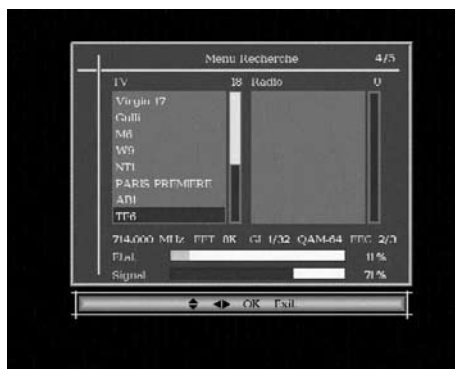 Menu Recherche 4/5
TV 18 Radio 0
Virgin 17
Gulli
M6
W9
NT1
PARIS PREMIERE
AB1
TF6
714.000 MHz FFT 8K GI 1/32 QAM-64 FEC 2/3
Etat 11 %
Signal 71 %
OK Exit